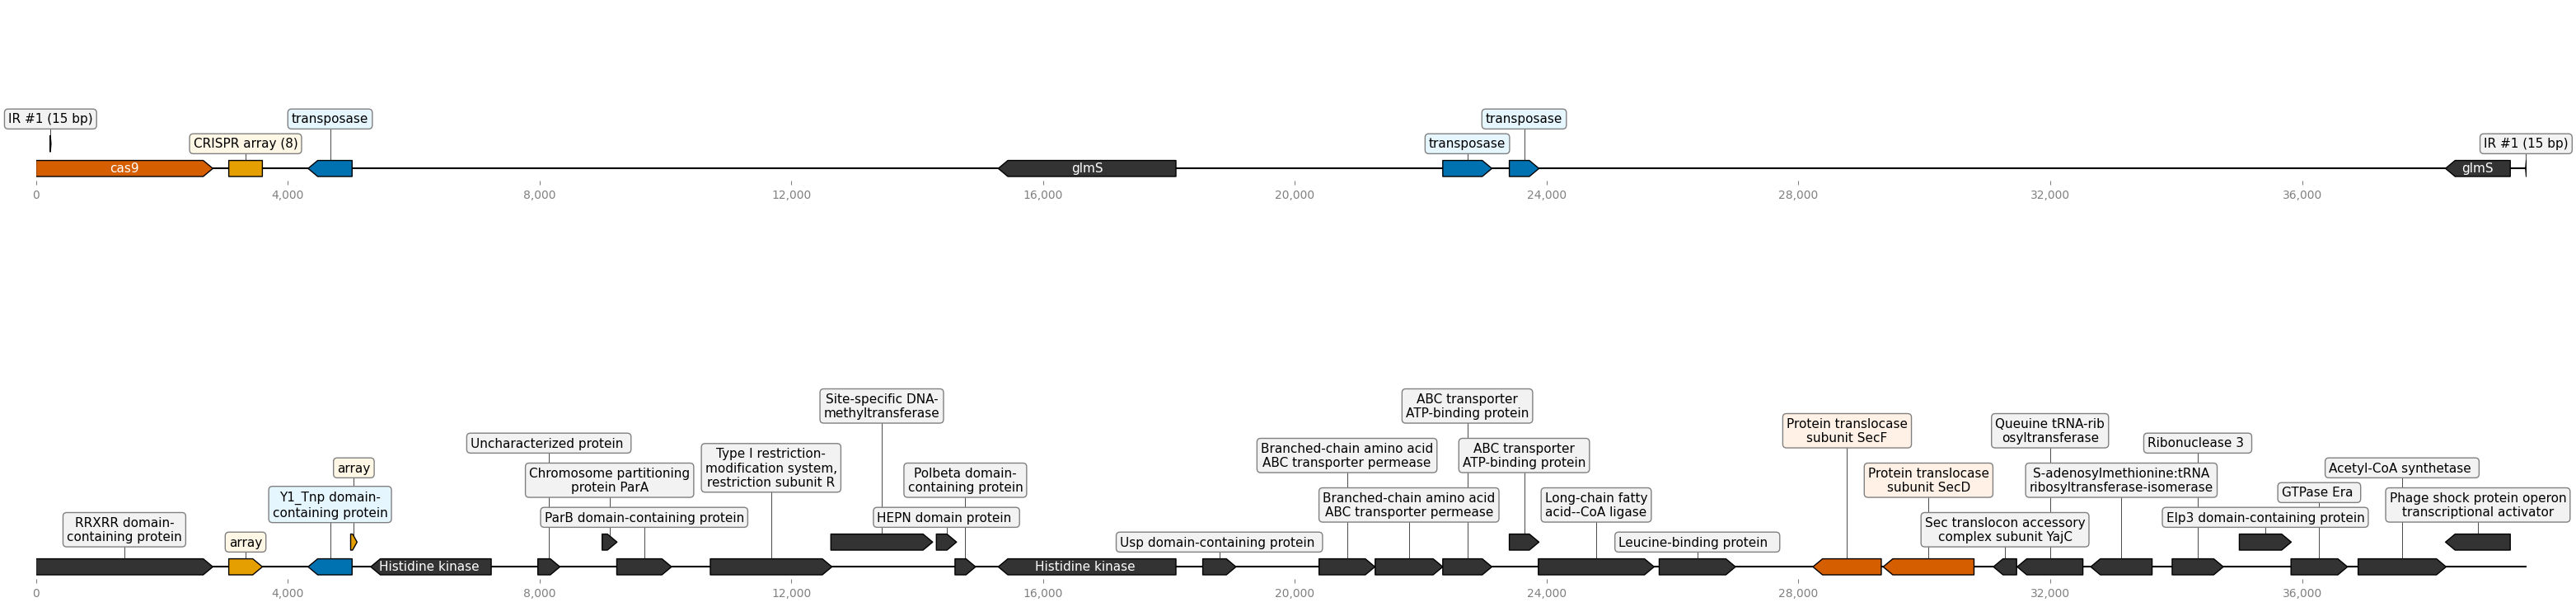 IR #1 (15 bp)
CRISPR array (8)
transposase
transposase
transposase
IR #1 (15 bp)
cas9
glmS
glmS
0
4,000
8,000
12,000
16,000
20,000
24,000
28,000
32,000
36,000
RRXRR domain-
containing protein
array
Y1_Tnp domain-
containing protein
array
Histidine kinase
Uncharacterized protein
Chromosome partitioning
protein ParA
ParB domain-containing protein
Type I restriction-
modification system,
restriction subunit R
Site-specific DNA-
methyltransferase
HEPN domain protein
Polbeta domain-
containing protein
Histidine kinase
Usp domain-containing protein
Branched-chain amino acid
ABC transporter permease
Branched-chain amino acid
ABC transporter permease
ABC transporter
ATP-binding protein
ABC transporter
ATP-binding protein
Long-chain fatty
acid--CoA ligase
Leucine-binding protein
Protein translocase
subunit SecF
Protein translocase
subunit SecD
Sec translocon accessory
complex subunit YajC
Queuine tRNA-rib
osyltransferase
S-adenosylmethionine:tRNA
ribosyltransferase-isomerase
Ribonuclease 3
Elp3 domain-containing protein
GTPase Era
Acetyl-CoA synthetase
Phage shock protein operon
transcriptional activator
0
4,000
8,000
12,000
16,000
20,000
24,000
28,000
32,000
36,000